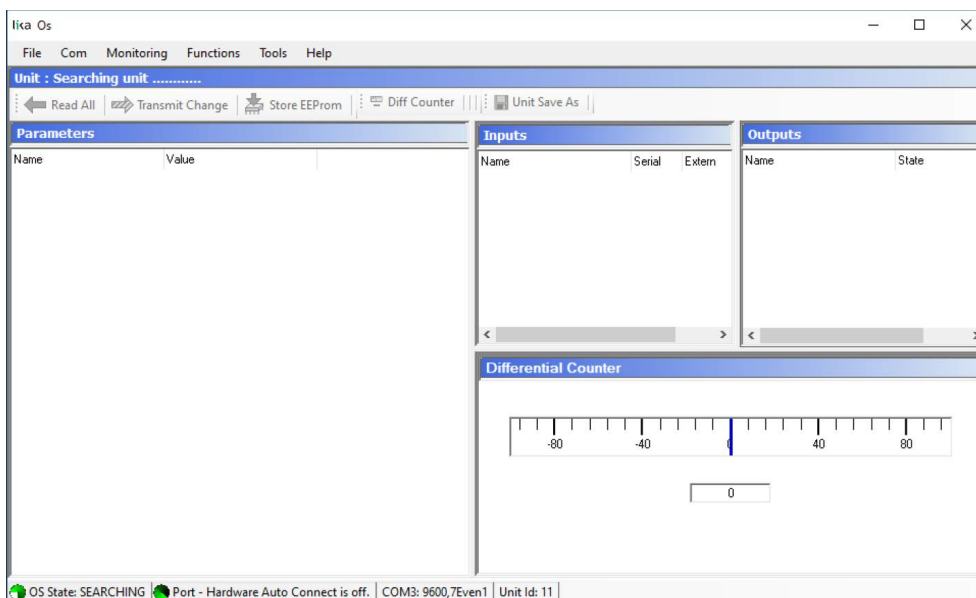 lika Os
File Com Monitoring Functions Tools Help
Unit : Searching unit ............
Read All Transmit Change Store EEProm Diff Counter Unit Save As
Parameters
Name Value
Inputs
Name Serial Extern
Outputs
Name State
Differential Counter
-80 -40 0 40 80
0
OS State: SEARCHING Port - Hardware Auto Connect is off. COM3: 9600,7Even1 Unit Id: 11